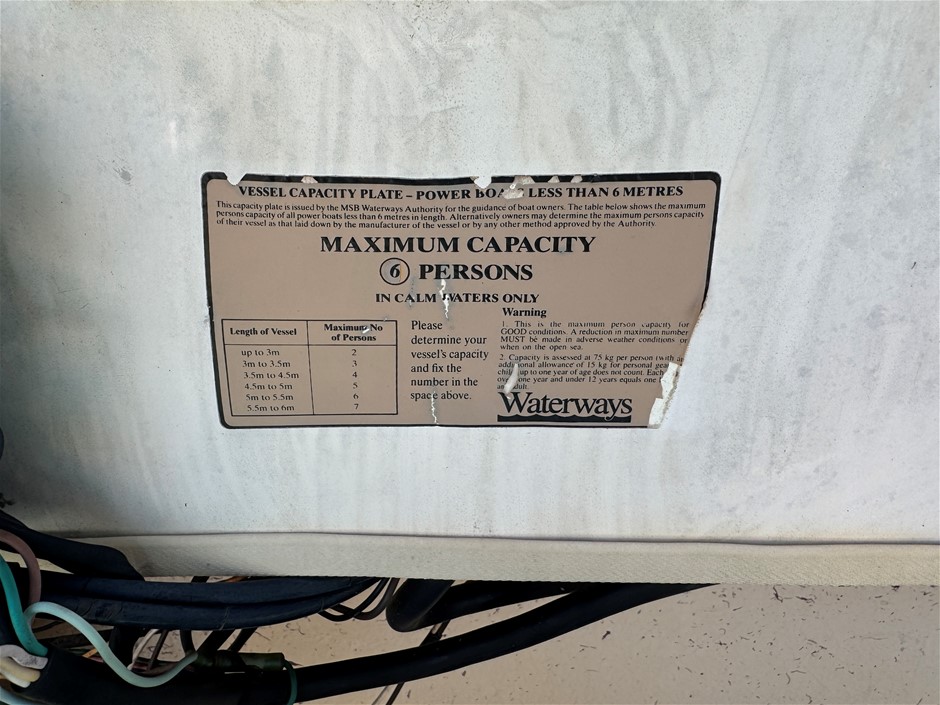 VESSEL CAPACITY PLATE – POWER LESS THAN 6 METRES
This capacity plate is issued by the MSB Waterways Authority for the guidance of boat owners. The table below shows the maximum
persons capacity of all power boats less than 6 metres in length. Alternatively owners may determine the maximum persons capacity
of their vessel as that laid down by the manufacturer of the vessel or by any other method approved by the Authority.
MAXIMUM CAPACITY
6 PERSONS
IN CALM WATERS ONLY
Length of Vessel Maximum No
of Persons
up to 3m 2
3m to 3.5m 3
3.5m to 4.5m 4
4.5m to 5m 5
5m to 5.5m 6
5.5m to 6m 7
Please
determine your
vessel's capacity
and fix the
number in the
space above.
Warning
1. This is the maximum person capacity for
GOOD conditions. A reduction in maximum number
MUST be made in adverse weather conditions or
when on the open sea.
2. Capacity is assessed at 75 kg per person (with
additional allowance of 15 kg for personal gear
child up to one year of age does not count. Each
over one year and under 12 years equals one
adult.
Waterways